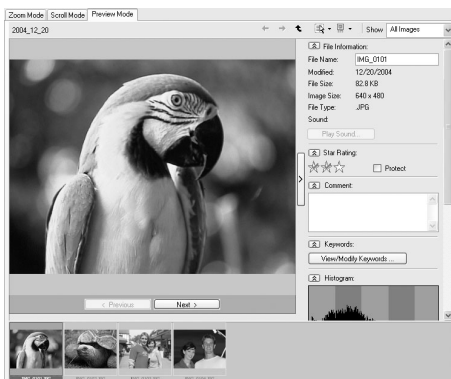 Zoom Mode Scroll Mode Preview Mode
2004_12_20
Show All Images
File Information:
File Name: IMG_0101
Modified: 12/20/2004
File Size: 82.8 KB
Image Size: 640 x 480
File Type: JPG
Sound:
Play Sound...
Star Rating:
Protect
Comment:
Keywords:
View/Modify Keywords ...
Histogram:
< Previous Next >